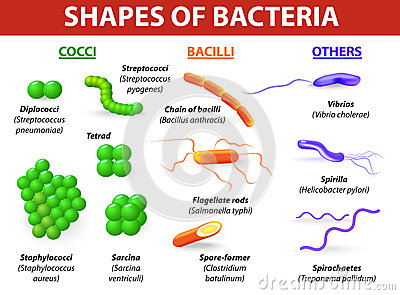 SHAPES OF BACTERIA
COCCI
Diplococci
(Streptococcus
pneumoniae)
Streptococci
(Streptococcus
pyogenes)
Tetrad
Staphylococci
(Staphylococcus
aureus)
Sarcina
(Sarcina
ventriculi)
BACILLI
Chain of bacilli
(Bacillus anthracis)
Flagellate rods
(Salmonella typhi)
Spore-former
(Clostridium
botulinum)
OTHERS
Vibrios
(Vibrio cholerae)
Spirilla
(Helicobacter pylori)
Spirochaetes
(Treponema pallidum)
dreamstime